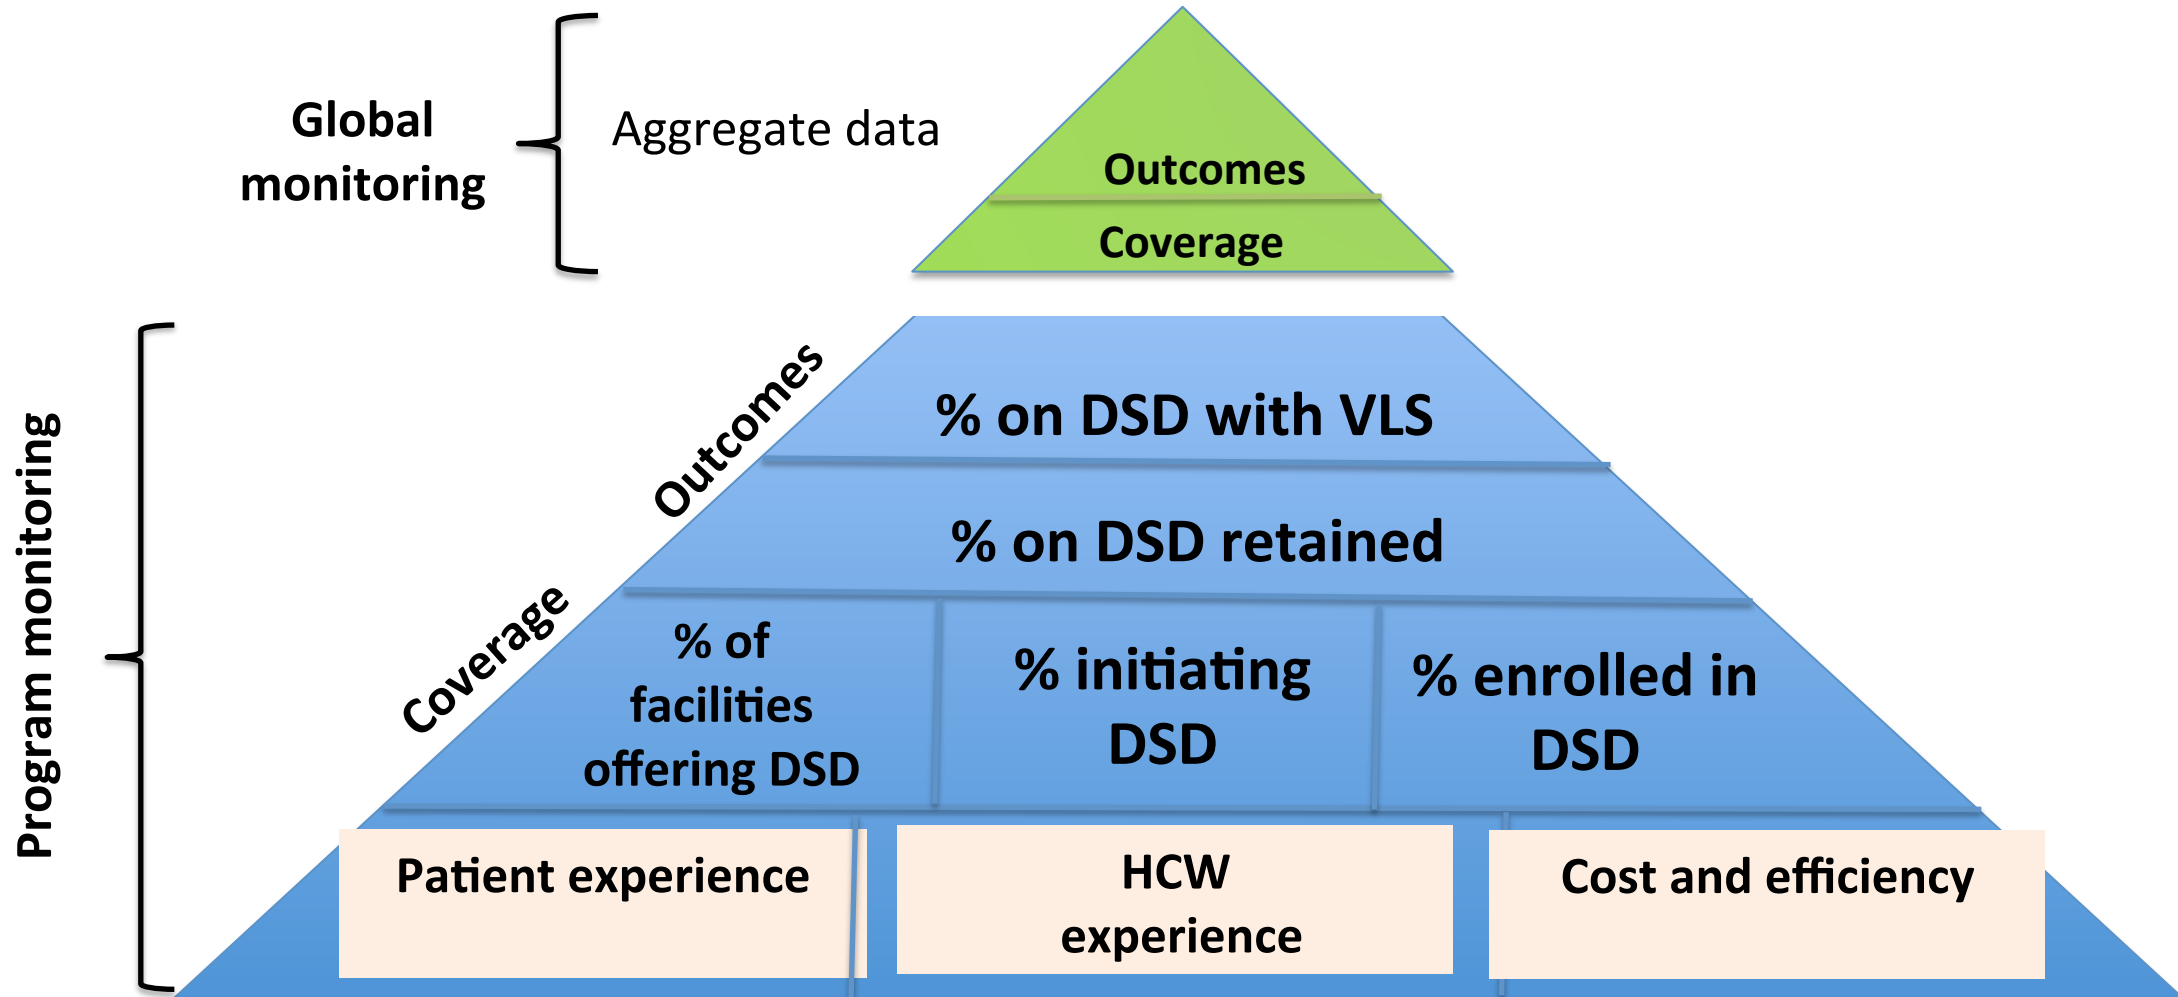 Global
monitoring
Aggregate data
Outcomes
Coverage
Program monitoring
Outcomes
Coverage
% on DSD with VLS
% on DSD retained
% of
facilities
offering DSD
% initiating
DSD
% enrolled in
DSD
Patient experience
HCW
experience
Cost and efficiency